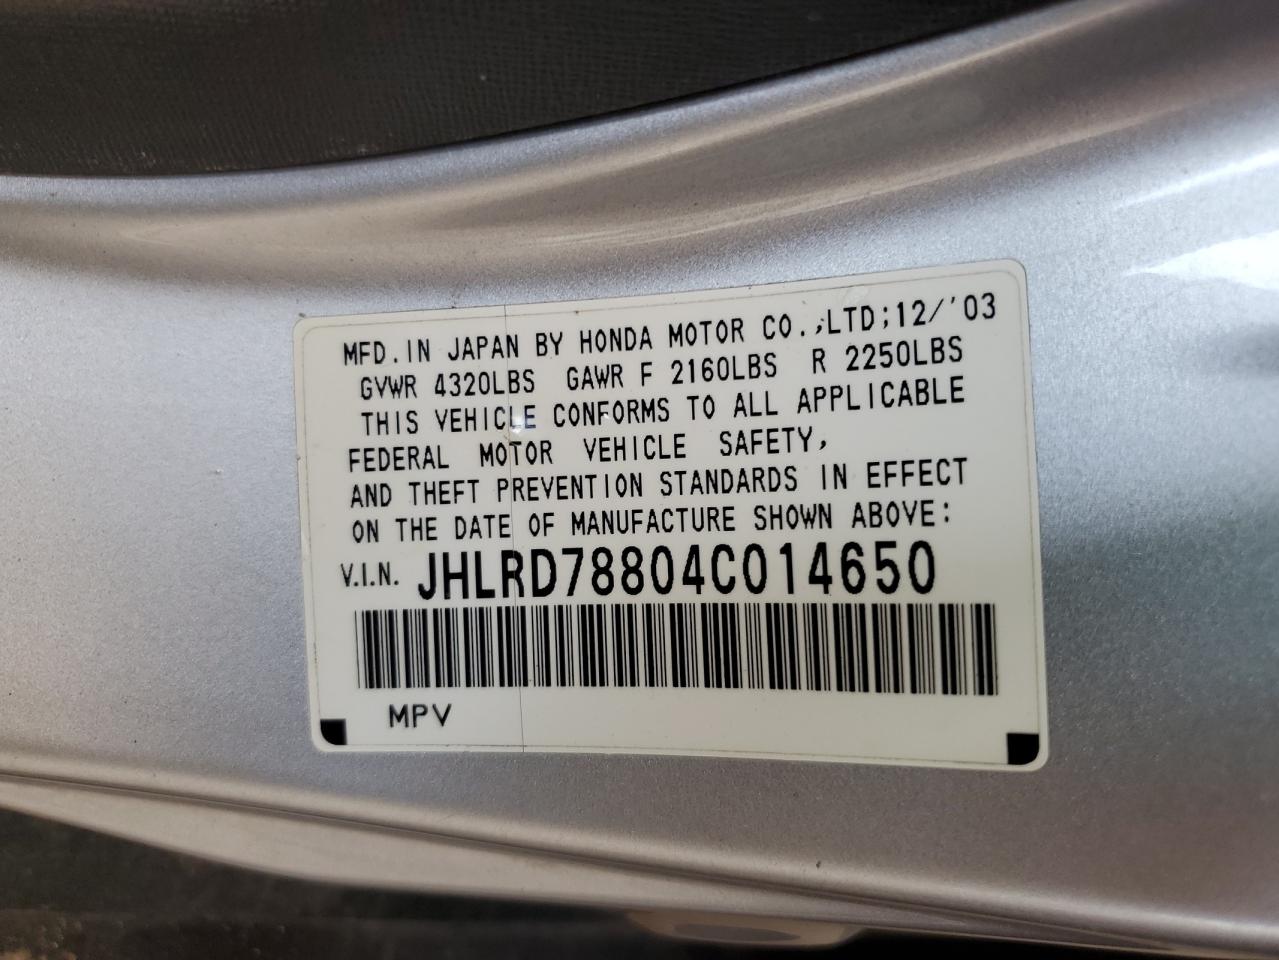 MFD. IN JAPAN BY HONDA MOTOR CO.,LTD;12/'03
GVWR 4320LBS GAWR F 2160LBS R 2250LBS
THIS VEHICLE CONFORMS TO ALL APPLICABLE
FEDERAL MOTOR VEHICLE SAFETY,
AND THEFT PREVENTION STANDARDS IN EFFECT
ON THE DATE OF MANUFACTURE SHOWN ABOVE:
V.I.N. JHLRD78804C014650
MPV